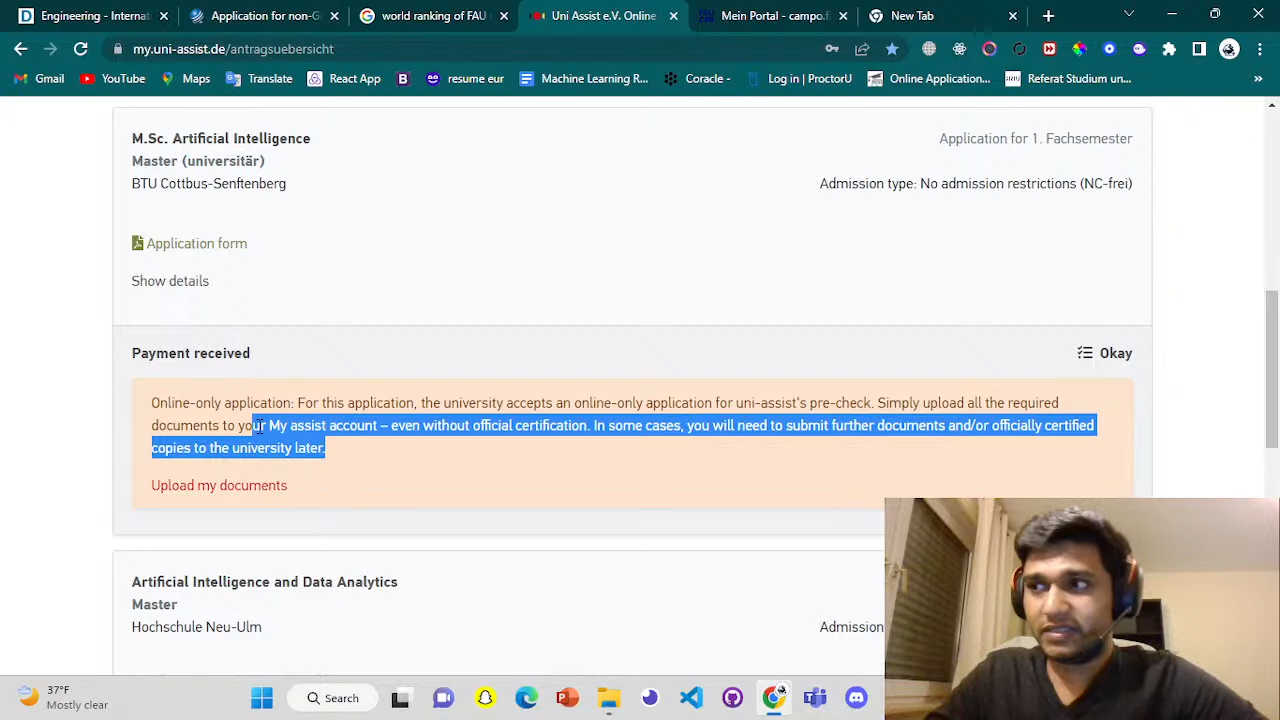 Engineering - Internat
Application for non-G
world ranking of FAU
Uni Assist e.V. Online
Mein Portal - campo.f
New Tab
my.uni-assist.de/antragsuebersicht
Gmail
YouTube
Maps
Translate
React App
resume eur
Machine Learning R...
Coracle -
Log in | ProctorU
Online Application...
Referat Studium un...
M.Sc. Artificial Intelligence
Application for 1. Fachsemester
Master (universitär)
BTU Cottbus-Senftenberg
Admission type: No admission restrictions (NC-frei)
Application form
Show details
Payment received
Okay
Online-only application: For this application, the university accepts an online-only application for uni-assist's pre-check. Simply upload all the required
documents to your My assist account – even without official certification. In some cases, you will need to submit further documents and/or officially certified
copies to the university later.
Upload my documents
Artificial Intelligence and Data Analytics
Master
Hochschule Neu-Ulm
Admission
37°F
Mostly clear
Search